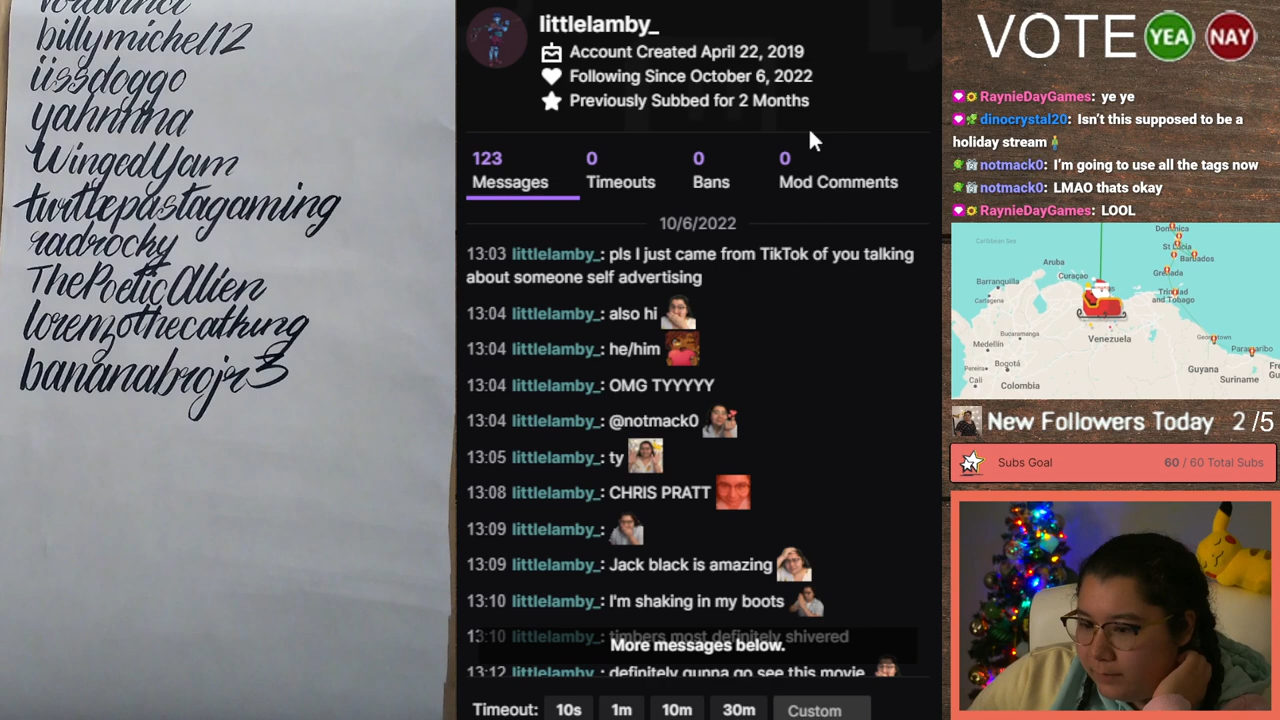 billymichel12
iissdoggo
yahnnna
WingedYam
turtlepastagaming
radrocky
ThePoeticAlien
lorenzothecatking
bananabrojr3
littlelamby_
Account Created April 22, 2019
Following Since October 6, 2022
Previously Subbed for 2 Months
123 0 0 0
Messages Timeouts Bans Mod Comments
10/6/2022
13:03 littlelamby_: pls I just came from TikTok of you talking
about someone self advertising
13:04 littlelamby_: also hi
13:04 littlelamby_: he/him
13:04 littlelamby_: OMG TYYYYY
13:04 littlelamby_: @notmack0
13:05 littlelamby_: ty
13:08 littlelamby_: CHRIS PRATT
13:09 littlelamby_:
13:09 littlelamby_: Jack black is amazing
13:10 littlelamby_: I'm shaking in my boots
13:10 littlelamby_: timbers most definitely shivered
More messages below.
13:12 littlelamby_: definitely gunna go see this movie
Timeout: 10s 1m 10m 30m Custom
VOTE YEA NAY
RaynieDayGames: ye ye
dinocrystal20: Isn't this supposed to be a
holiday stream
notmack0: I'm going to use all the tags now
notmack0: LMAO thats okay
RaynieDayGames: LOOL
Caribbean Sea
Dominica
St Lucia
Barbados
Aruba
Curaçao
Grenada
Barranquilla
Cartagena
Trinidad
and Tobago
Bucaramanga
Venezuela
Medellín
Georgetown
Paramaribo
Bogotá
Pereira
Guyana
Cali
Colombia
Suriname
New Followers Today 2 /5
Subs Goal 60 / 60 Total Subs